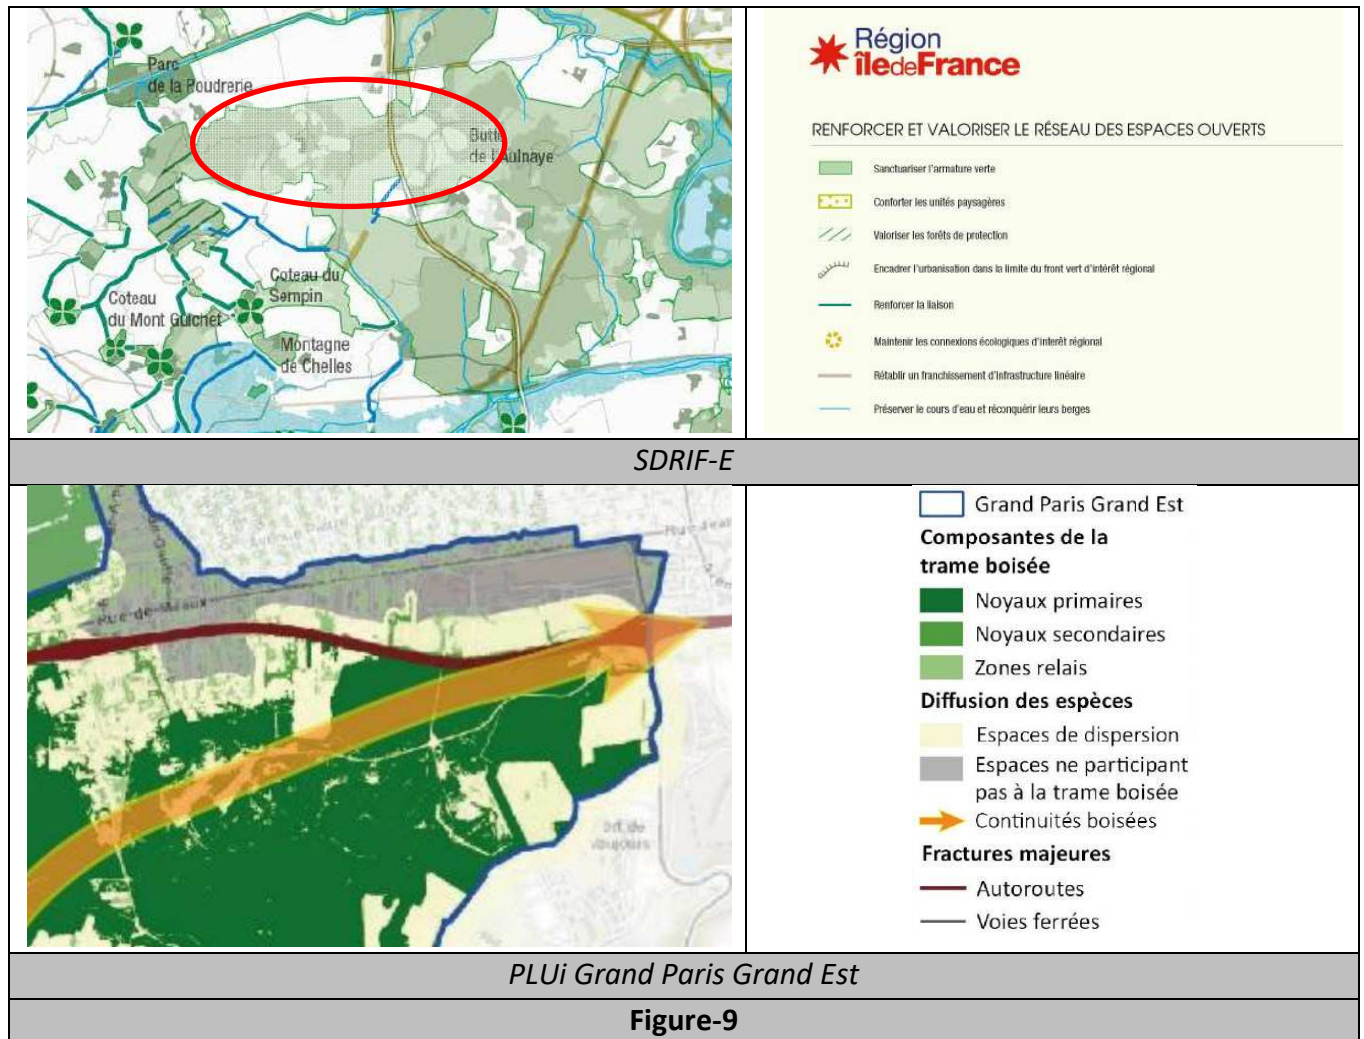 Parc
de la Poudrerie
Butte
de l'Aulnaye
Coteau du
Sempin
Coteau
du Mont Guichet
Montagne
de Chelles
Région
îledeFrance
RENFORCER ET VALORISER LE RÉSEAU DES ESPACES OUVERTS
Sanctuariser l'armature verte
Conforter les unités paysagères
Valoriser les forêts de protection
Encadrer l'urbanisation dans la limite du front vert d'intérêt régional
Renforcer la liaison
Maintenir les connexions écologiques d'interêt régional
Rétablir un franchissement d'infrastructure linéaire
Préserver le cours d'eau et réconquérir leurs berges
SDRIF-E
Rue-de-Meaux
Grand Paris Grand Est
Composantes de la
trame boisée
Noyaux primaires
Noyaux secondaires
Zones relais
Diffusion des espèces
Espaces de dispersion
Espaces ne participant
pas à la trame boisée
Continuités boisées
Fractures majeures
Autoroutes
Voies ferrées
PLUi Grand Paris Grand Est
Figure-9